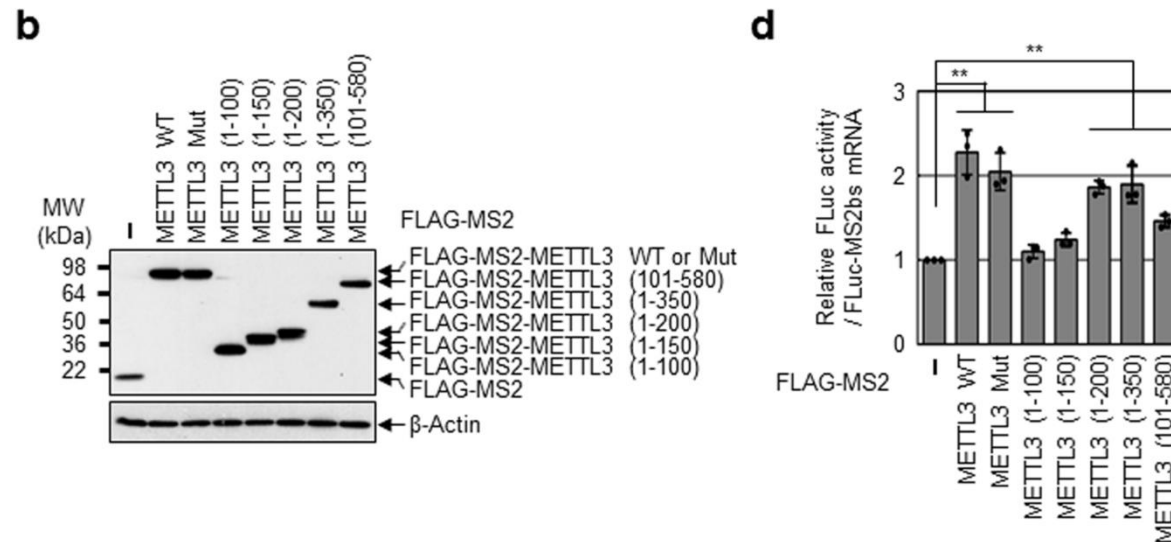 b
METTL3 WT
METTL3 Mut
METTL3 (1-100)
METTL3 (1-150)
METTL3 (1-200)
METTL3 (1-350)
METTL3 (101-580)
MW
(kDa)
-
FLAG-MS2
98
64
50
36
22
FLAG-MS2-METTL3 WT or Mut
FLAG-MS2-METTL3 (101-580)
FLAG-MS2-METTL3 (1-350)
FLAG-MS2-METTL3 (1-200)
FLAG-MS2-METTL3 (1-150)
FLAG-MS2-METTL3 (1-100)
FLAG-MS2
β-Actin
d
**
**
Relative FLuc activity
/ FLuc-MS2bs mRNA
3
2
1
0
FLAG-MS2
-
METTL3 WT
METTL3 Mut
METTL3 (1-100)
METTL3 (1-150)
METTL3 (1-200)
METTL3 (1-350)
METTL3 (101-580)